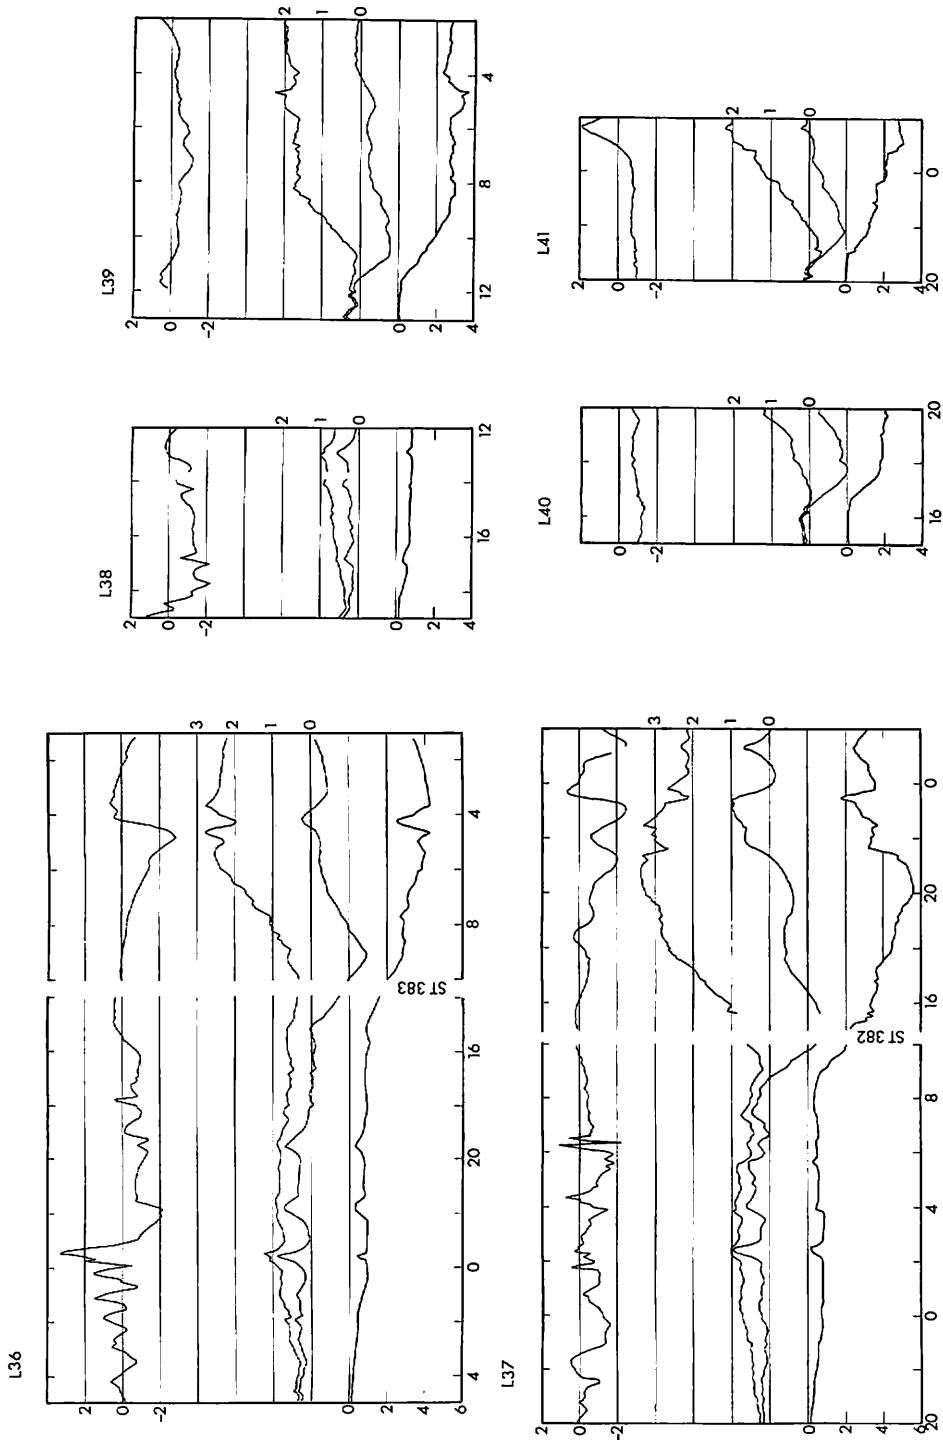 L36
2 0 -2 0 2 4 6
3 2 1 0
4 0 20 16 8 4
ST 383
L38
2 0 -2 0 2 4
2 1 0
16 12
L39
2 0 -2 0 2 4
2 1 0
12 8 4
L37
2 0 -2 0 2 4 6
3 2 1 0
20 0 4 8 16 20 0
ST 382
L40
0 -2 0 2 4
2 1 0
16 20
L41
2 0 -2 0 2 4
2 1 0
20 0